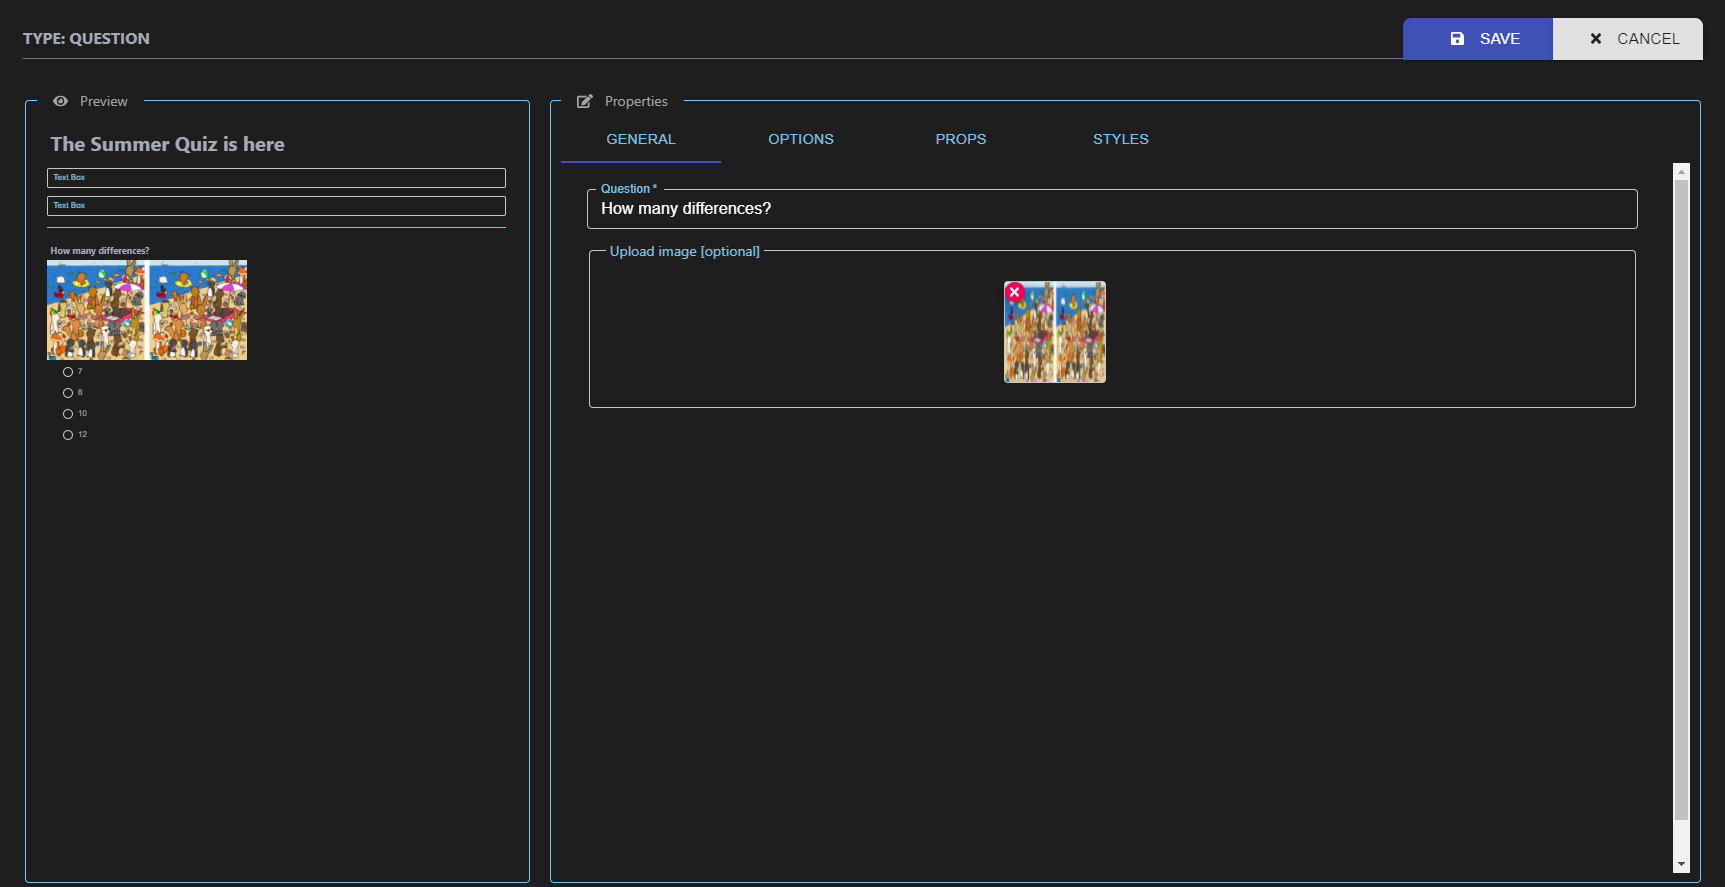 TYPE: QUESTION
SAVE
CANCEL
Preview
The Summer Quiz is here
Text Box
Text Box
How many differences?
7
8
10
12
Properties
GENERAL
OPTIONS
PROPS
STYLES
Question *
How many differences?
Upload image [optional]